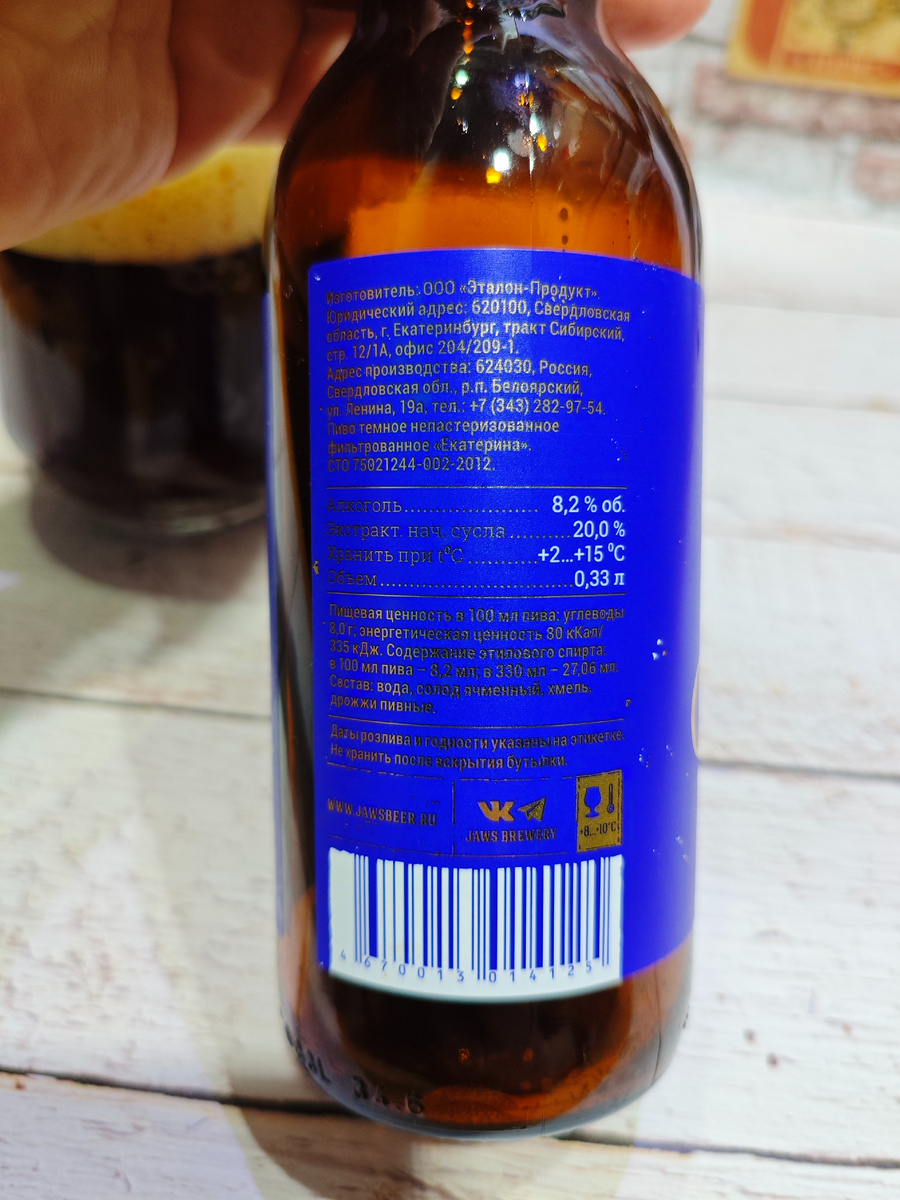 Изготовитель: ООО «Эталон-Продукт».
Юридический адрес: 620100, Свердловская
область, г. Екатеринбург, тракт Сибирский,
стр. 12/1А, офис 204/209-1.
Адрес производства: 624030, Россия,
Свердловская обл., р.п. Белоярский,
ул. Ленина, 19а, тел.: +7 (343) 282-97-54.
Пиво темное непастеризованное
фильтрованное «Екатерина».
СТО 75021244-002-2012.
Алкоголь........................ 8,2 % об.
Экстракт. нач. сусла ..........20,0 %
Хранить при t°C ............+2...+15 °C
Объем ..............................0,33 л
Пищевая ценность в 100 мл пива: углеводы
8,0 г; энергетическая ценность 80 кКал/
335 кДж. Содержание этилового спирта:
в 100 мл пива – 8,2 мл; в 330 мл – 27,06 мл.
Состав: вода, солод ячменный, хмель,
дрожжи пивные.
Даты розлива и годности указаны на этикетке.
Не хранить после вскрытия бутылки.
WWW.JAWSBEER.RU
JAWS BREWERY
+8...+10°C
4 670013 014125